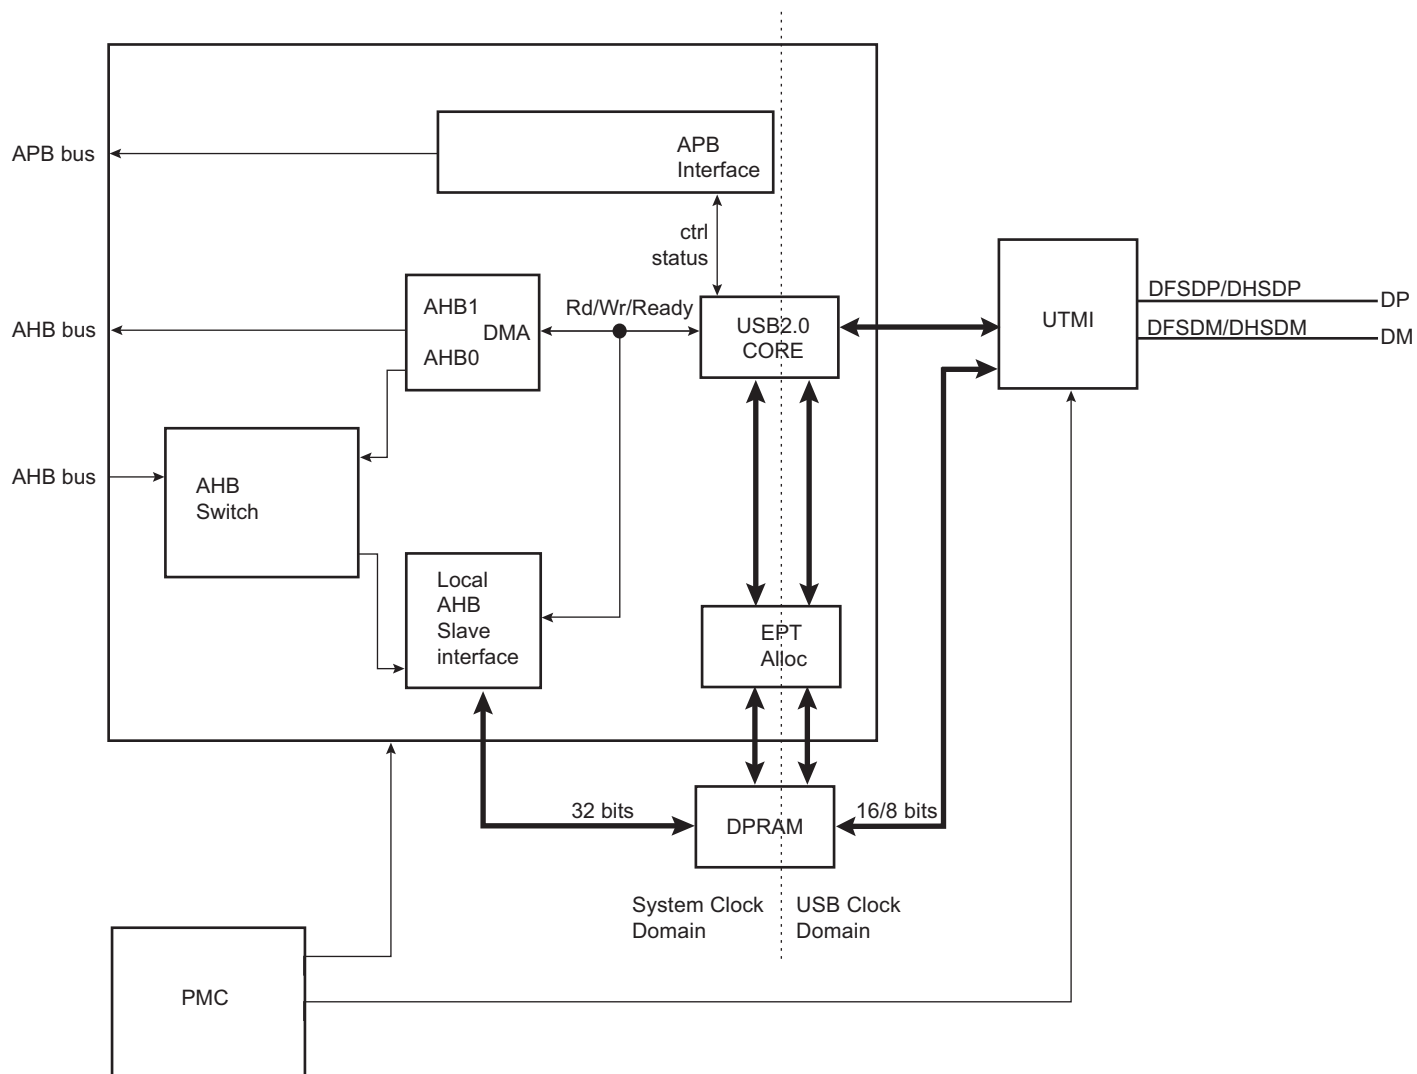 APB bus
APB
Interface
ctrl
status
AHB bus
AHB1
DMA
AHB0
Rd/Wr/Ready
USB2.0
CORE
UTMI
DFSDP/DHSDP
DP
DFSDM/DHSDM
DM
AHB bus
AHB
Switch
Local
AHB
Slave
interface
EPT
Alloc
32 bits
DPRAM
16/8 bits
System Clock
Domain
USB Clock
Domain
PMC